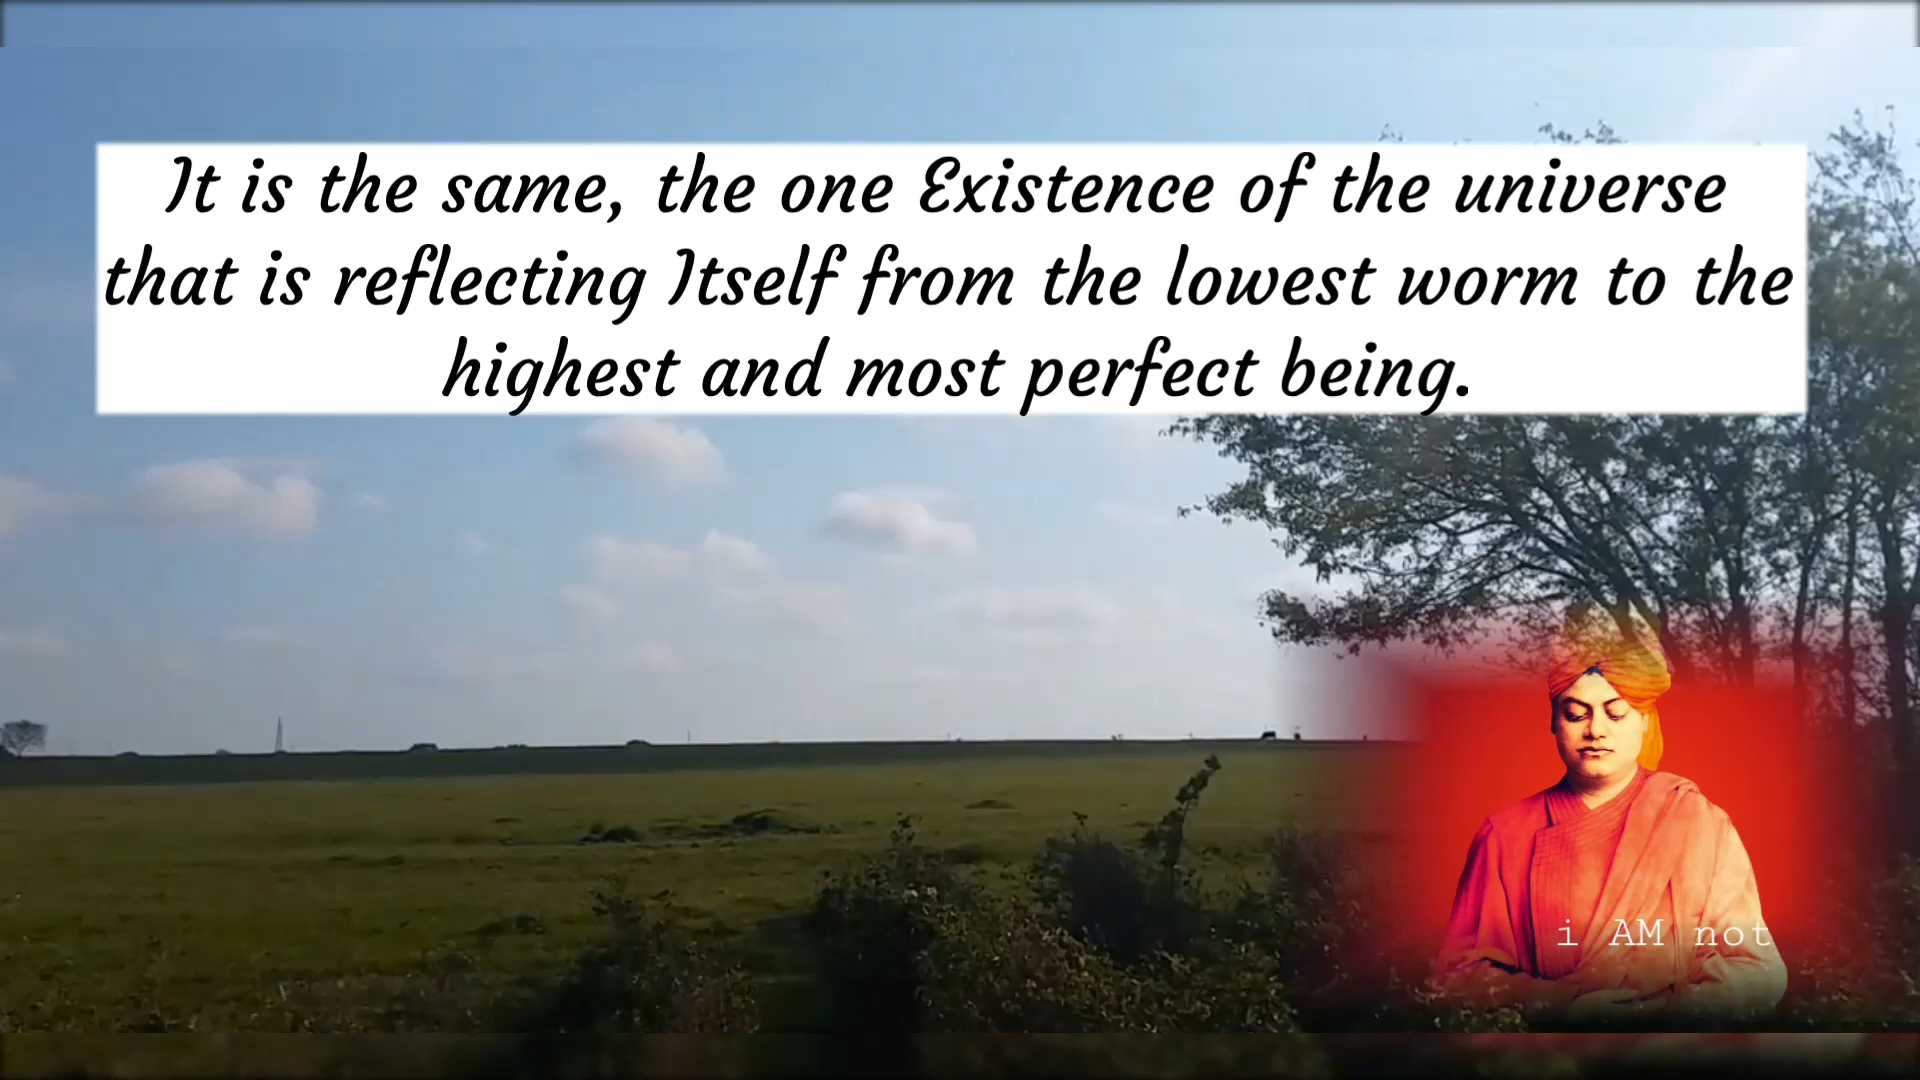 It is the same, the one Existence of the universe
that is reflecting Itself from the lowest worm to the
highest and most perfect being.
i AM not